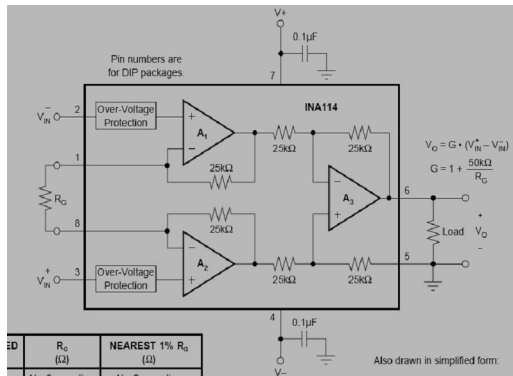 V+
0.1µF
Pin numbers are
for DIP packages.
7
INA114
2
V⁻IN
Over-Voltage
Protection
+
A1
−
25kΩ
25kΩ
25kΩ
1
RG
8
A3
−
+
6
VO = G • (V⁺IN − V⁻IN)
G = 1 + 50kΩ
RG
25kΩ
−
A2
+
3
V⁺IN
Over-Voltage
Protection
25kΩ
25kΩ
5
Load
+
VO
−
4
0.1µF
V−
Also drawn in simplified form:
ED
RG
(Ω)
NEAREST 1% RG
(Ω)